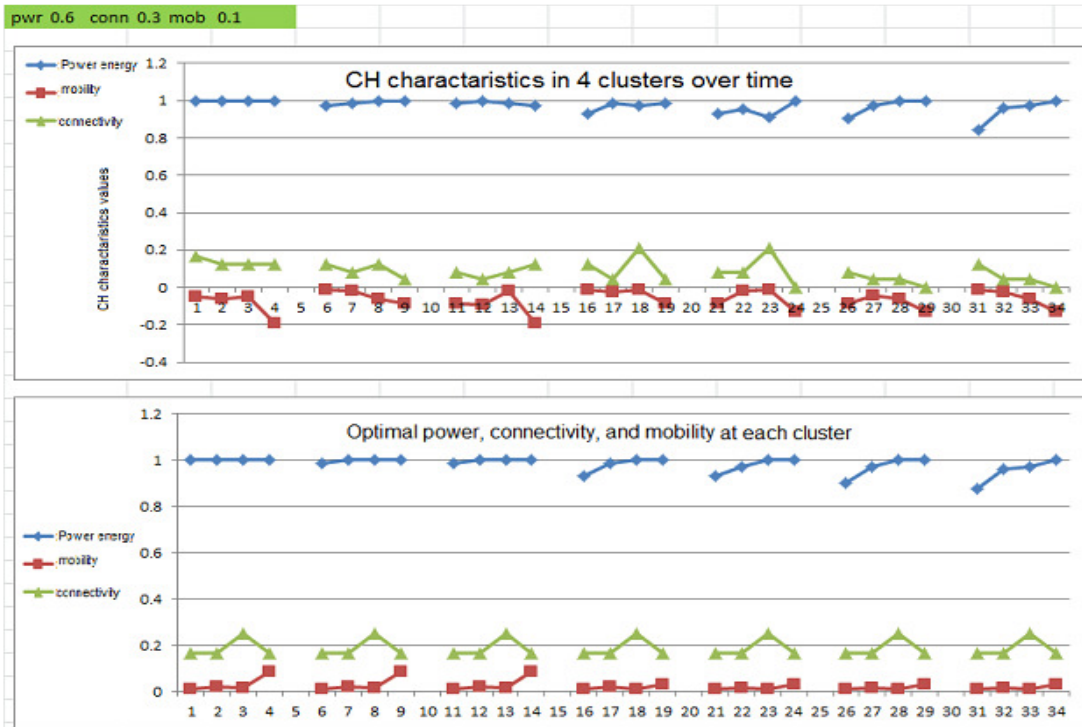 pwr 0.6 conn 0.3 mob 0.1
Power energy
mobility
connectivity
CH charactaristics in 4 clusters over time
CH charactaristics values
1.2
1
0.8
0.6
0.4
0.2
0
-0.2
-0.4
1 2 3 4 5 6 7 8 9 10 11 12 13 14 15 16 17 18 19 20 21 22 23 24 25 26 27 28 29 30 31 32 33 34
Optimal power, connectivity, and mobility at each cluster
Power energy
mobility
connectivity
1.2
1
0.8
0.6
0.4
0.2
0
1 2 3 4 5 6 7 8 9 10 11 12 13 14 15 16 17 18 19 20 21 22 23 24 25 26 27 28 29 30 31 32 33 34